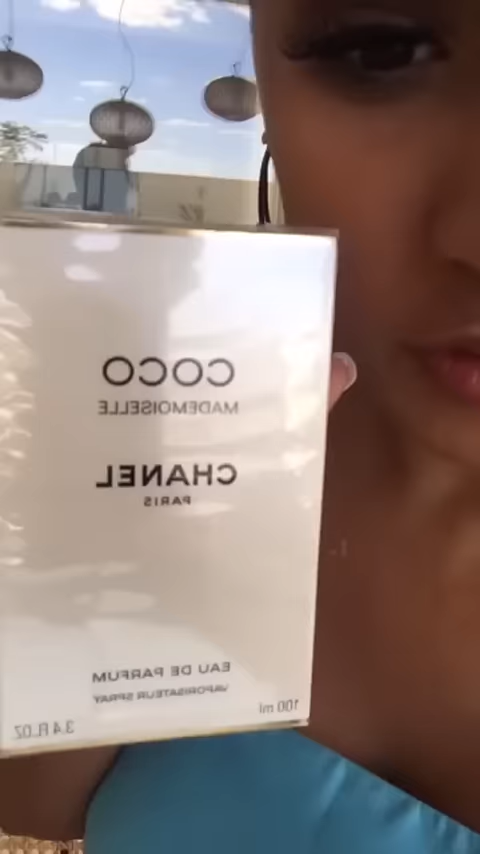 COCO
MADEMOISELLE
CHANEL
PARIS
EAU DE PARFUM
VAPORISATEUR SPRAY
100 ml
3.4 FL.OZ